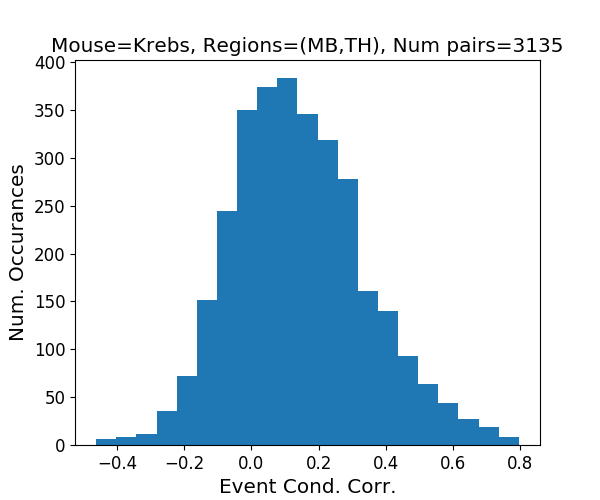 Mouse=Krebs, Regions=(MB,TH), Num pairs=3135
400
350
300
250
200
150
100
50
0
Num. Occurances
−0.4 −0.2 0.0 0.2 0.4 0.6 0.8
Event Cond. Corr.